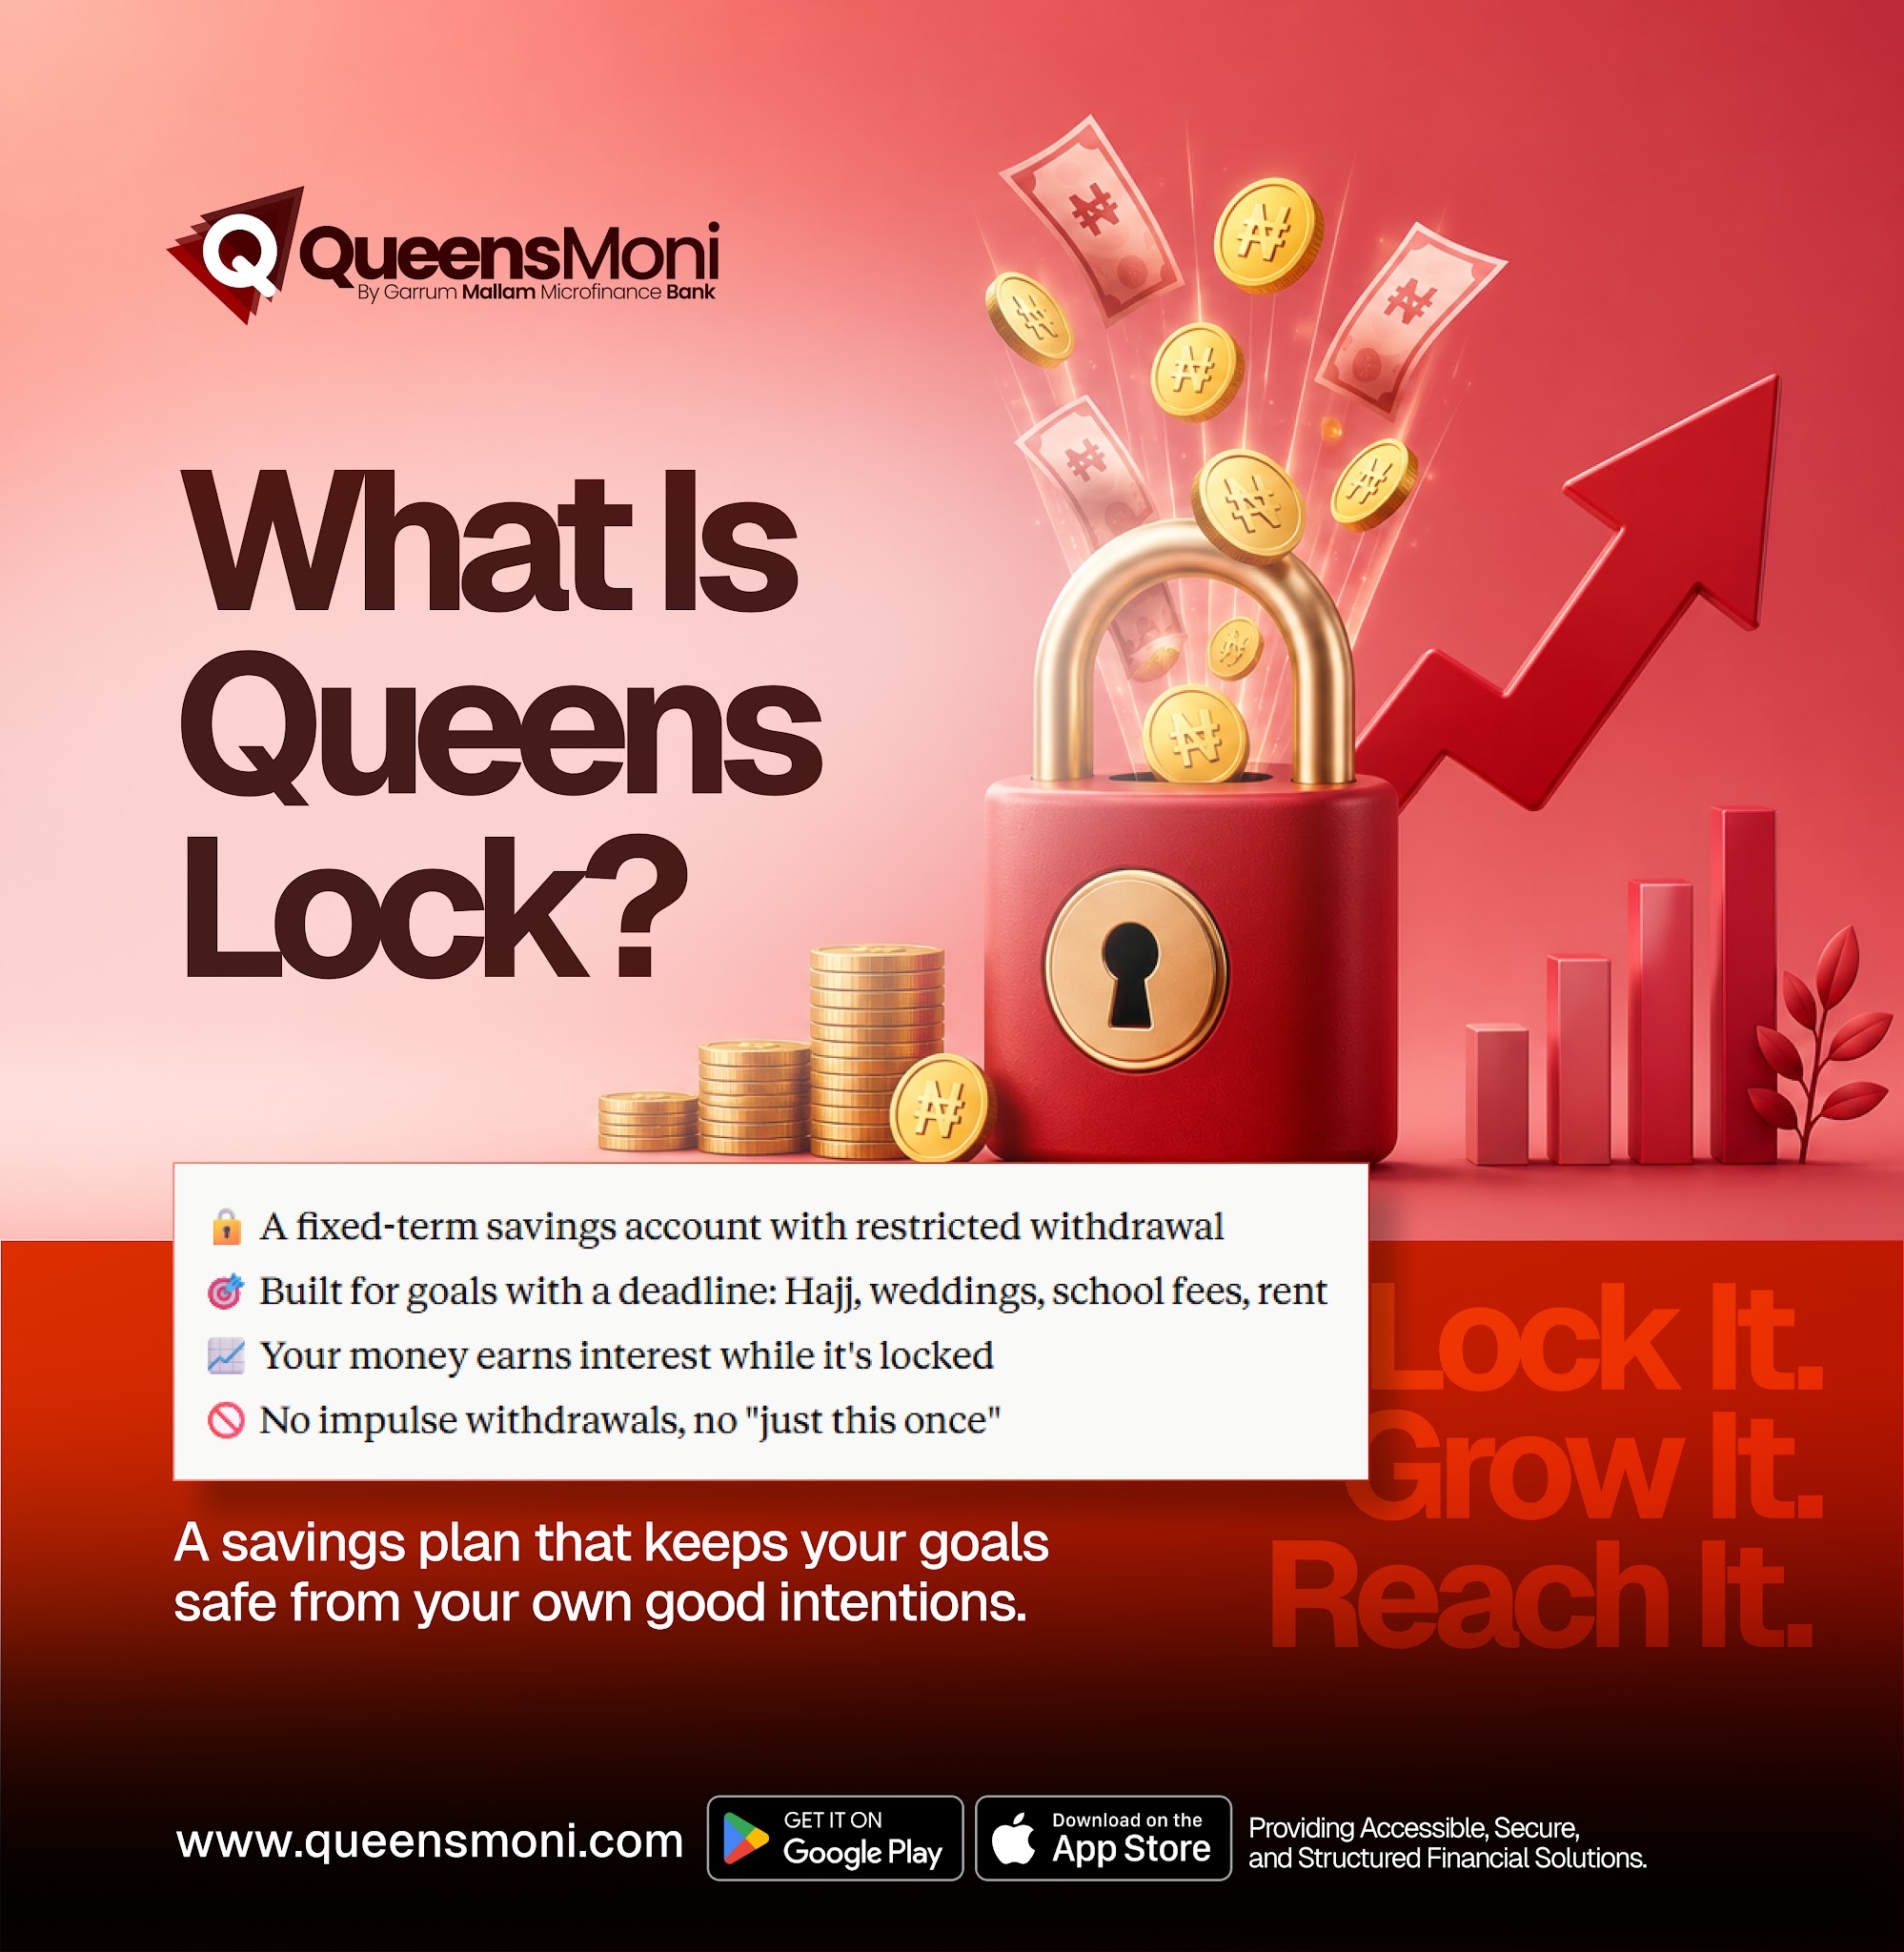 QueensMoni
By Garrum Mallam Microfinance Bank
What Is
Queens
Lock?
A fixed-term savings account with restricted withdrawal
Built for goals with a deadline: Hajj, weddings, school fees, rent
Your money earns interest while it's locked
No impulse withdrawals, no "just this once"
Lock It.
Grow It.
Reach It.
A savings plan that keeps your goals
safe from your own good intentions.
www.queensmoni.com
GET IT ON
Google Play
Download on the
App Store
Providing Accessible, Secure,
and Structured Financial Solutions.